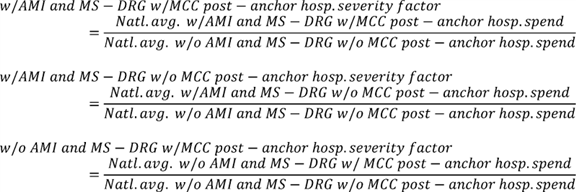 w/AMI and MS − DRG w/MCC post − anchor hosp. severity factor
= Natl. avg. w/AMI and MS − DRG w/MCC post − anchor hosp. spend
Natl. avg. w/o AMI and MS − DRG w/o MCC post − anchor hosp. spend
w/AMI and MS − DRG w/o MCC post − anchor hosp. severity factor
= Natl. avg. w/AMI and MS − DRG w/o MCC post − anchor hosp. spend
Natl. avg. w/o AMI and MS − DRG w/o MCC post − anchor hosp. spend
w/o AMI and MS − DRG w/MCC post − anchor hosp. severity factor
= Natl. avg. w/o AMI and MS − DRG w/ MCC post − anchor hosp. spend
Natl. avg. w/o AMI and MS − DRG w/o MCC post − anchor hosp. spend